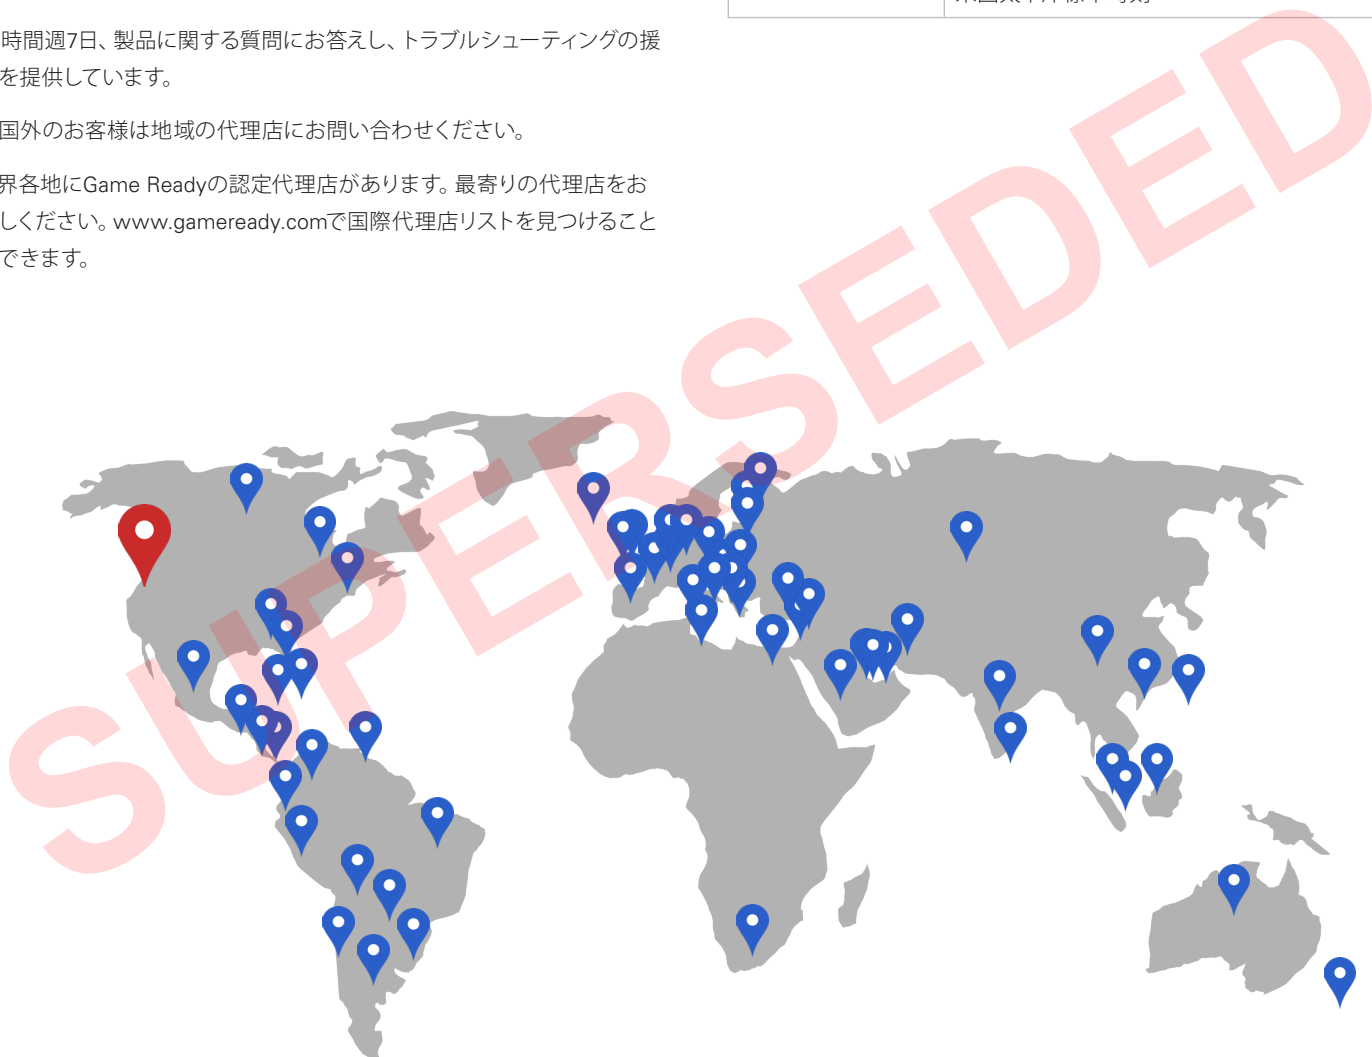 時間週7日、製品に関する質問にお答えし、トラブルシューティングの援
を提供しています。
国外のお客様は地域の代理店にお問い合わせください。
界各地にGame Readyの認定代理店があります。最寄りの代理店をお
しください。www.gameready.comで国際代理店リストを見つけること
できます。
SUPERSEDED